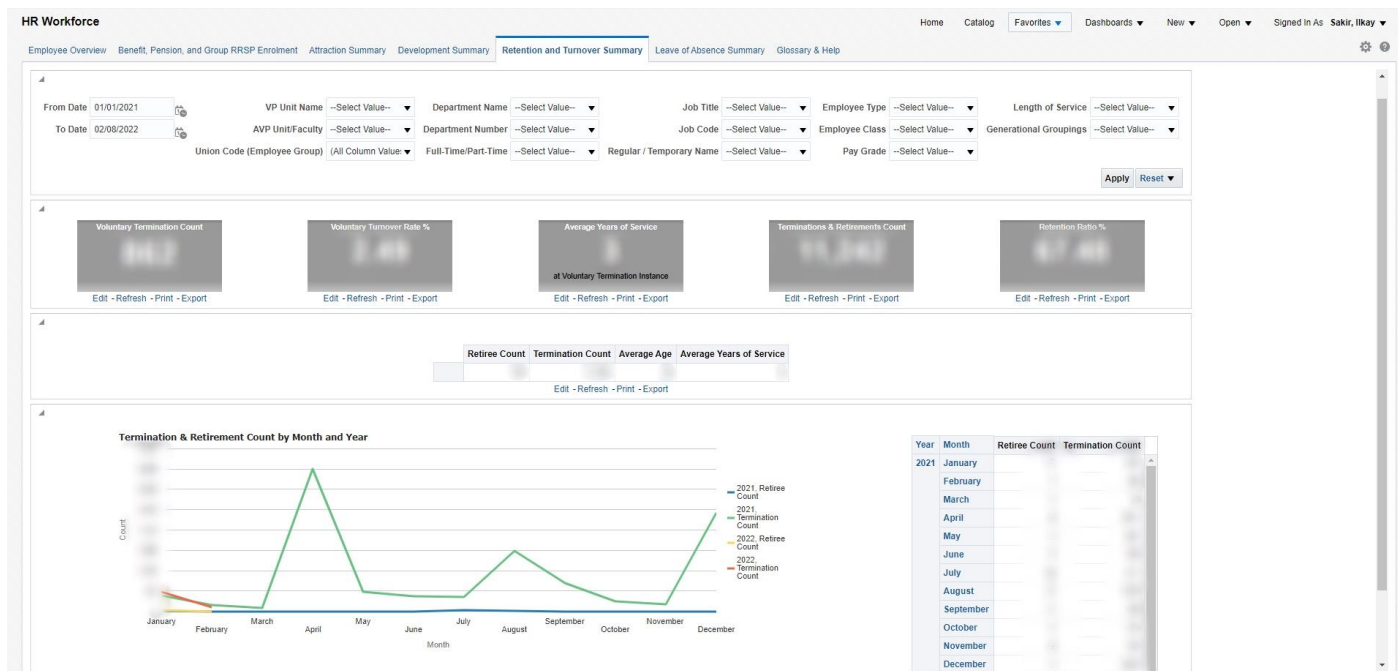 HR Workforce
Home Catalog Favorites Dashboards New Open Signed In As Sakir, Ilkay
Employee Overview Benefit, Pension, and Group RRSP Enrolment Attraction Summary Development Summary Retention and Turnover Summary Leave of Absence Summary Glossary & Help
From Date 01/01/2021 VP Unit Name --Select Value-- Department Name --Select Value-- Job Title --Select Value-- Employee Type --Select Value-- Length of Service --Select Value--
To Date 02/08/2022 AVP Unit/Faculty --Select Value-- Department Number --Select Value-- Job Code --Select Value-- Employee Class --Select Value-- Generational Groupings --Select Value--
Union Code (Employee Group) (All Column Value: Full-Time/Part-Time --Select Value-- Regular / Temporary Name --Select Value-- Pay Grade --Select Value--
Apply Reset
Voluntary Termination Count Voluntary Turnover Rate % Average Years of Service Terminations & Retirements Count Retention Ratio %
at Voluntary Termination Instance
Edit - Refresh - Print - Export Edit - Refresh - Print - Export Edit - Refresh - Print - Export Edit - Refresh - Print - Export Edit - Refresh - Print - Export
Retiree Count Termination Count Average Age Average Years of Service
Edit - Refresh - Print - Export
Termination & Retirement Count by Month and Year
Count
2021, Retiree
Count
2021,
Termination
Count
2022, Retiree
Count
2022,
Termination
Count
January February March April May June July August September October November December
Month
Year Month Retiree Count Termination Count
2021 January
February
March
April
May
June
July
August
September
October
November
December